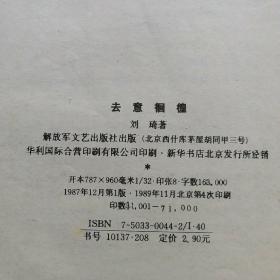 去意徊徨
刘琦著
解放军文艺出版社出版（北京西什库茅屋胡同甲三号）
华利国际合营印刷有限公司印刷·新华书店北京发行所经销
*
开本787×960毫米1/32·印张8·字数163,000
1987年12月第1版·1989年11月北京第4次印刷
印数31,001-71,000
ISBN 7-5033-0044-2/I·40
书号 10137·208 定价 2.90元